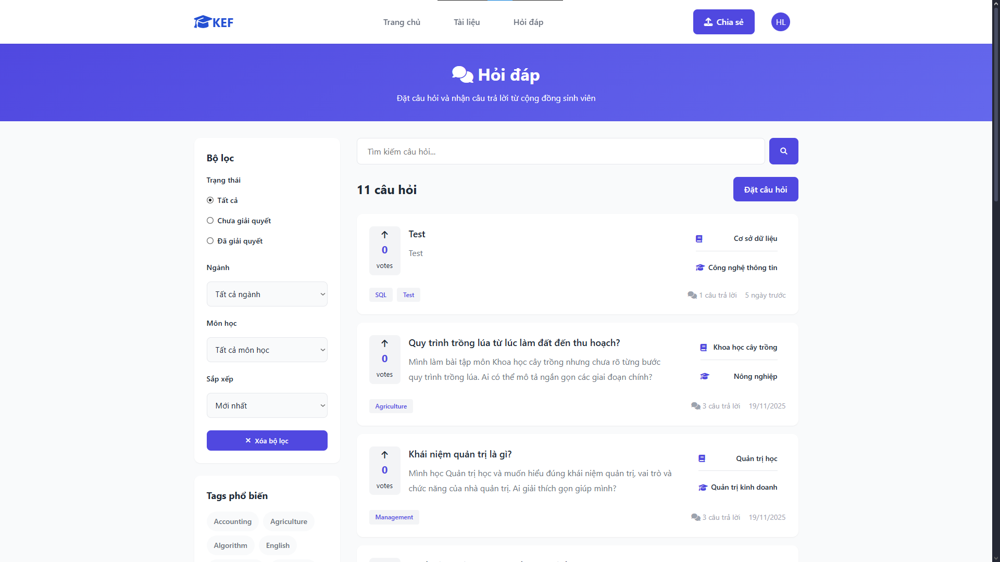 KEF
Trang chủ
Tài liệu
Hỏi đáp
Chia sẻ
HL
Hỏi đáp
Đặt câu hỏi và nhận câu trả lời từ cộng đồng sinh viên
Bộ lọc
Trạng thái
Tất cả
Chưa giải quyết
Đã giải quyết
Ngành
Tất cả ngành
Môn học
Tất cả môn học
Sắp xếp
Mới nhất
Xóa bộ lọc
Tags phổ biến
Accounting
Agriculture
Algorithm
English
Tìm kiếm câu hỏi...
11 câu hỏi
Đặt câu hỏi
0
votes
Test
Test
Cơ sở dữ liệu
Công nghệ thông tin
SQL
Test
1 câu trả lời
5 ngày trước
0
votes
Quy trình trồng lúa từ lúc làm đất đến thu hoạch?
Mình làm bài tập môn Khoa học cây trồng nhưng chưa rõ từng bước
quy trình trồng lúa. Ai có thể mô tả ngắn gọn các giai đoạn chính?
Khoa học cây trồng
Nông nghiệp
Agriculture
3 câu trả lời
19/11/2025
0
votes
Khái niệm quản trị là gì?
Mình học Quản trị học và muốn hiểu đúng khái niệm quản trị, vai trò và
chức năng của nhà quản trị. Ai giải thích gọn giúp mình?
Quản trị học
Quản trị kinh doanh
Management
3 câu trả lời
19/11/2025